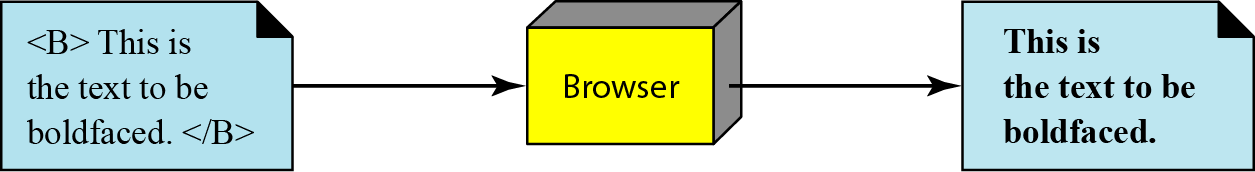 <B> This is
the text to be
boldfaced. </B>
Browser
This is
the text to be
boldfaced.